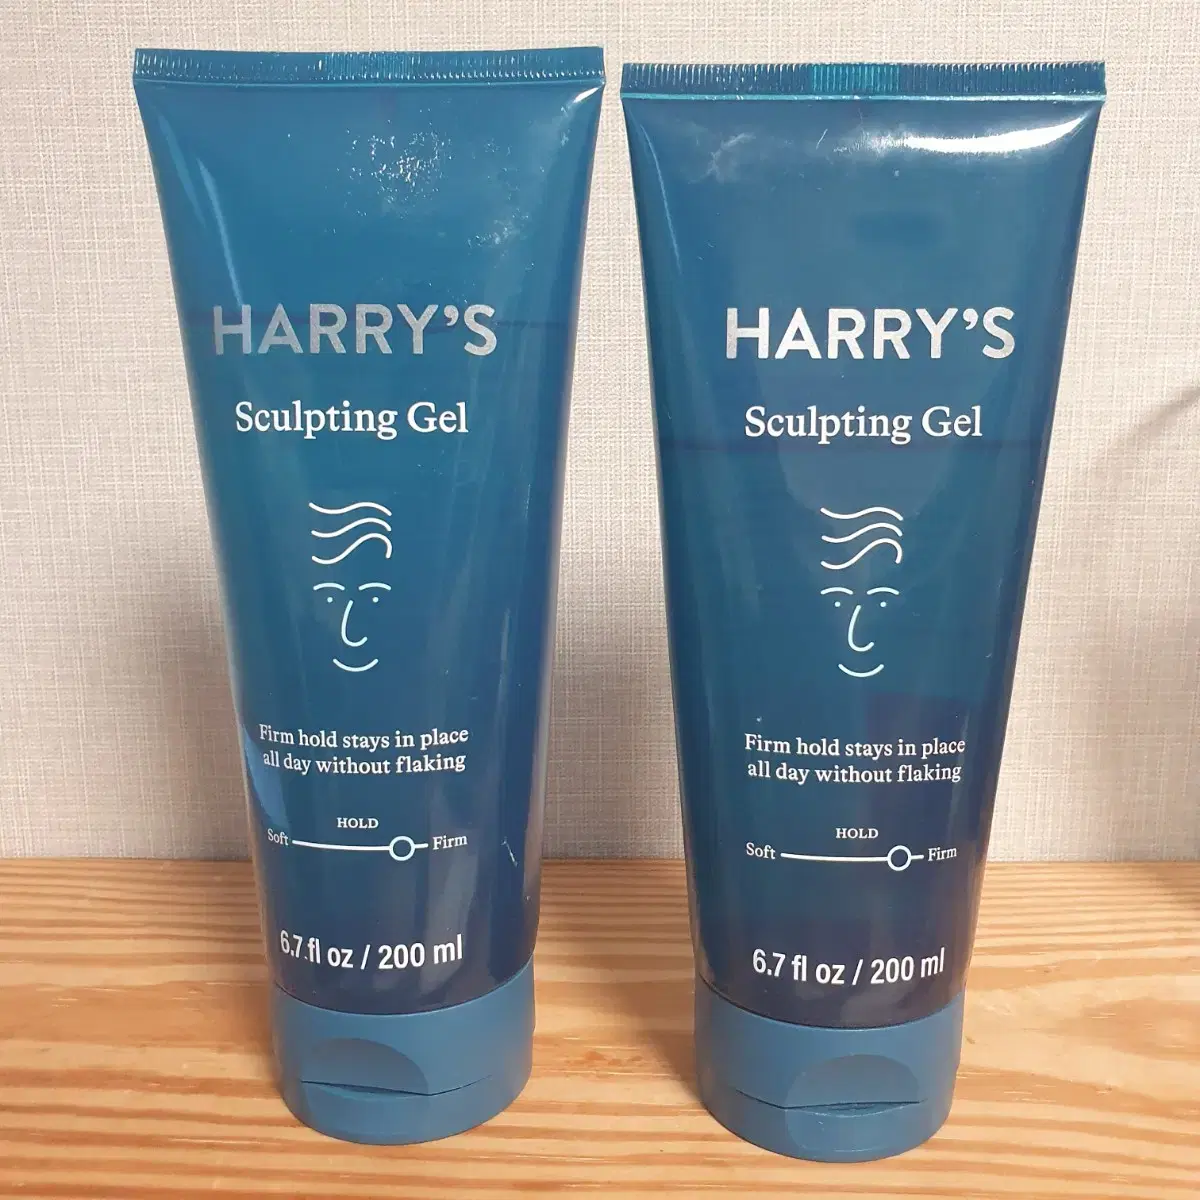 HARRY’S
Sculpting Gel
Firm hold stays in place
all day without flaking
HOLD
Soft Firm
6.7 fl oz / 200 ml
HARRY’S
Sculpting Gel
Firm hold stays in place
all day without flaking
HOLD
Soft Firm
6.7 fl oz / 200 ml